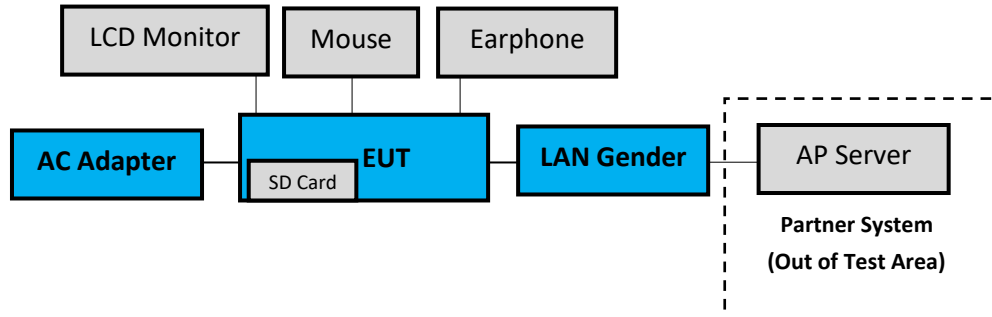 LCD Monitor
Mouse
Earphone
AC Adapter
EUT
SD Card
LAN Gender
AP Server
Partner System
(Out of Test Area)